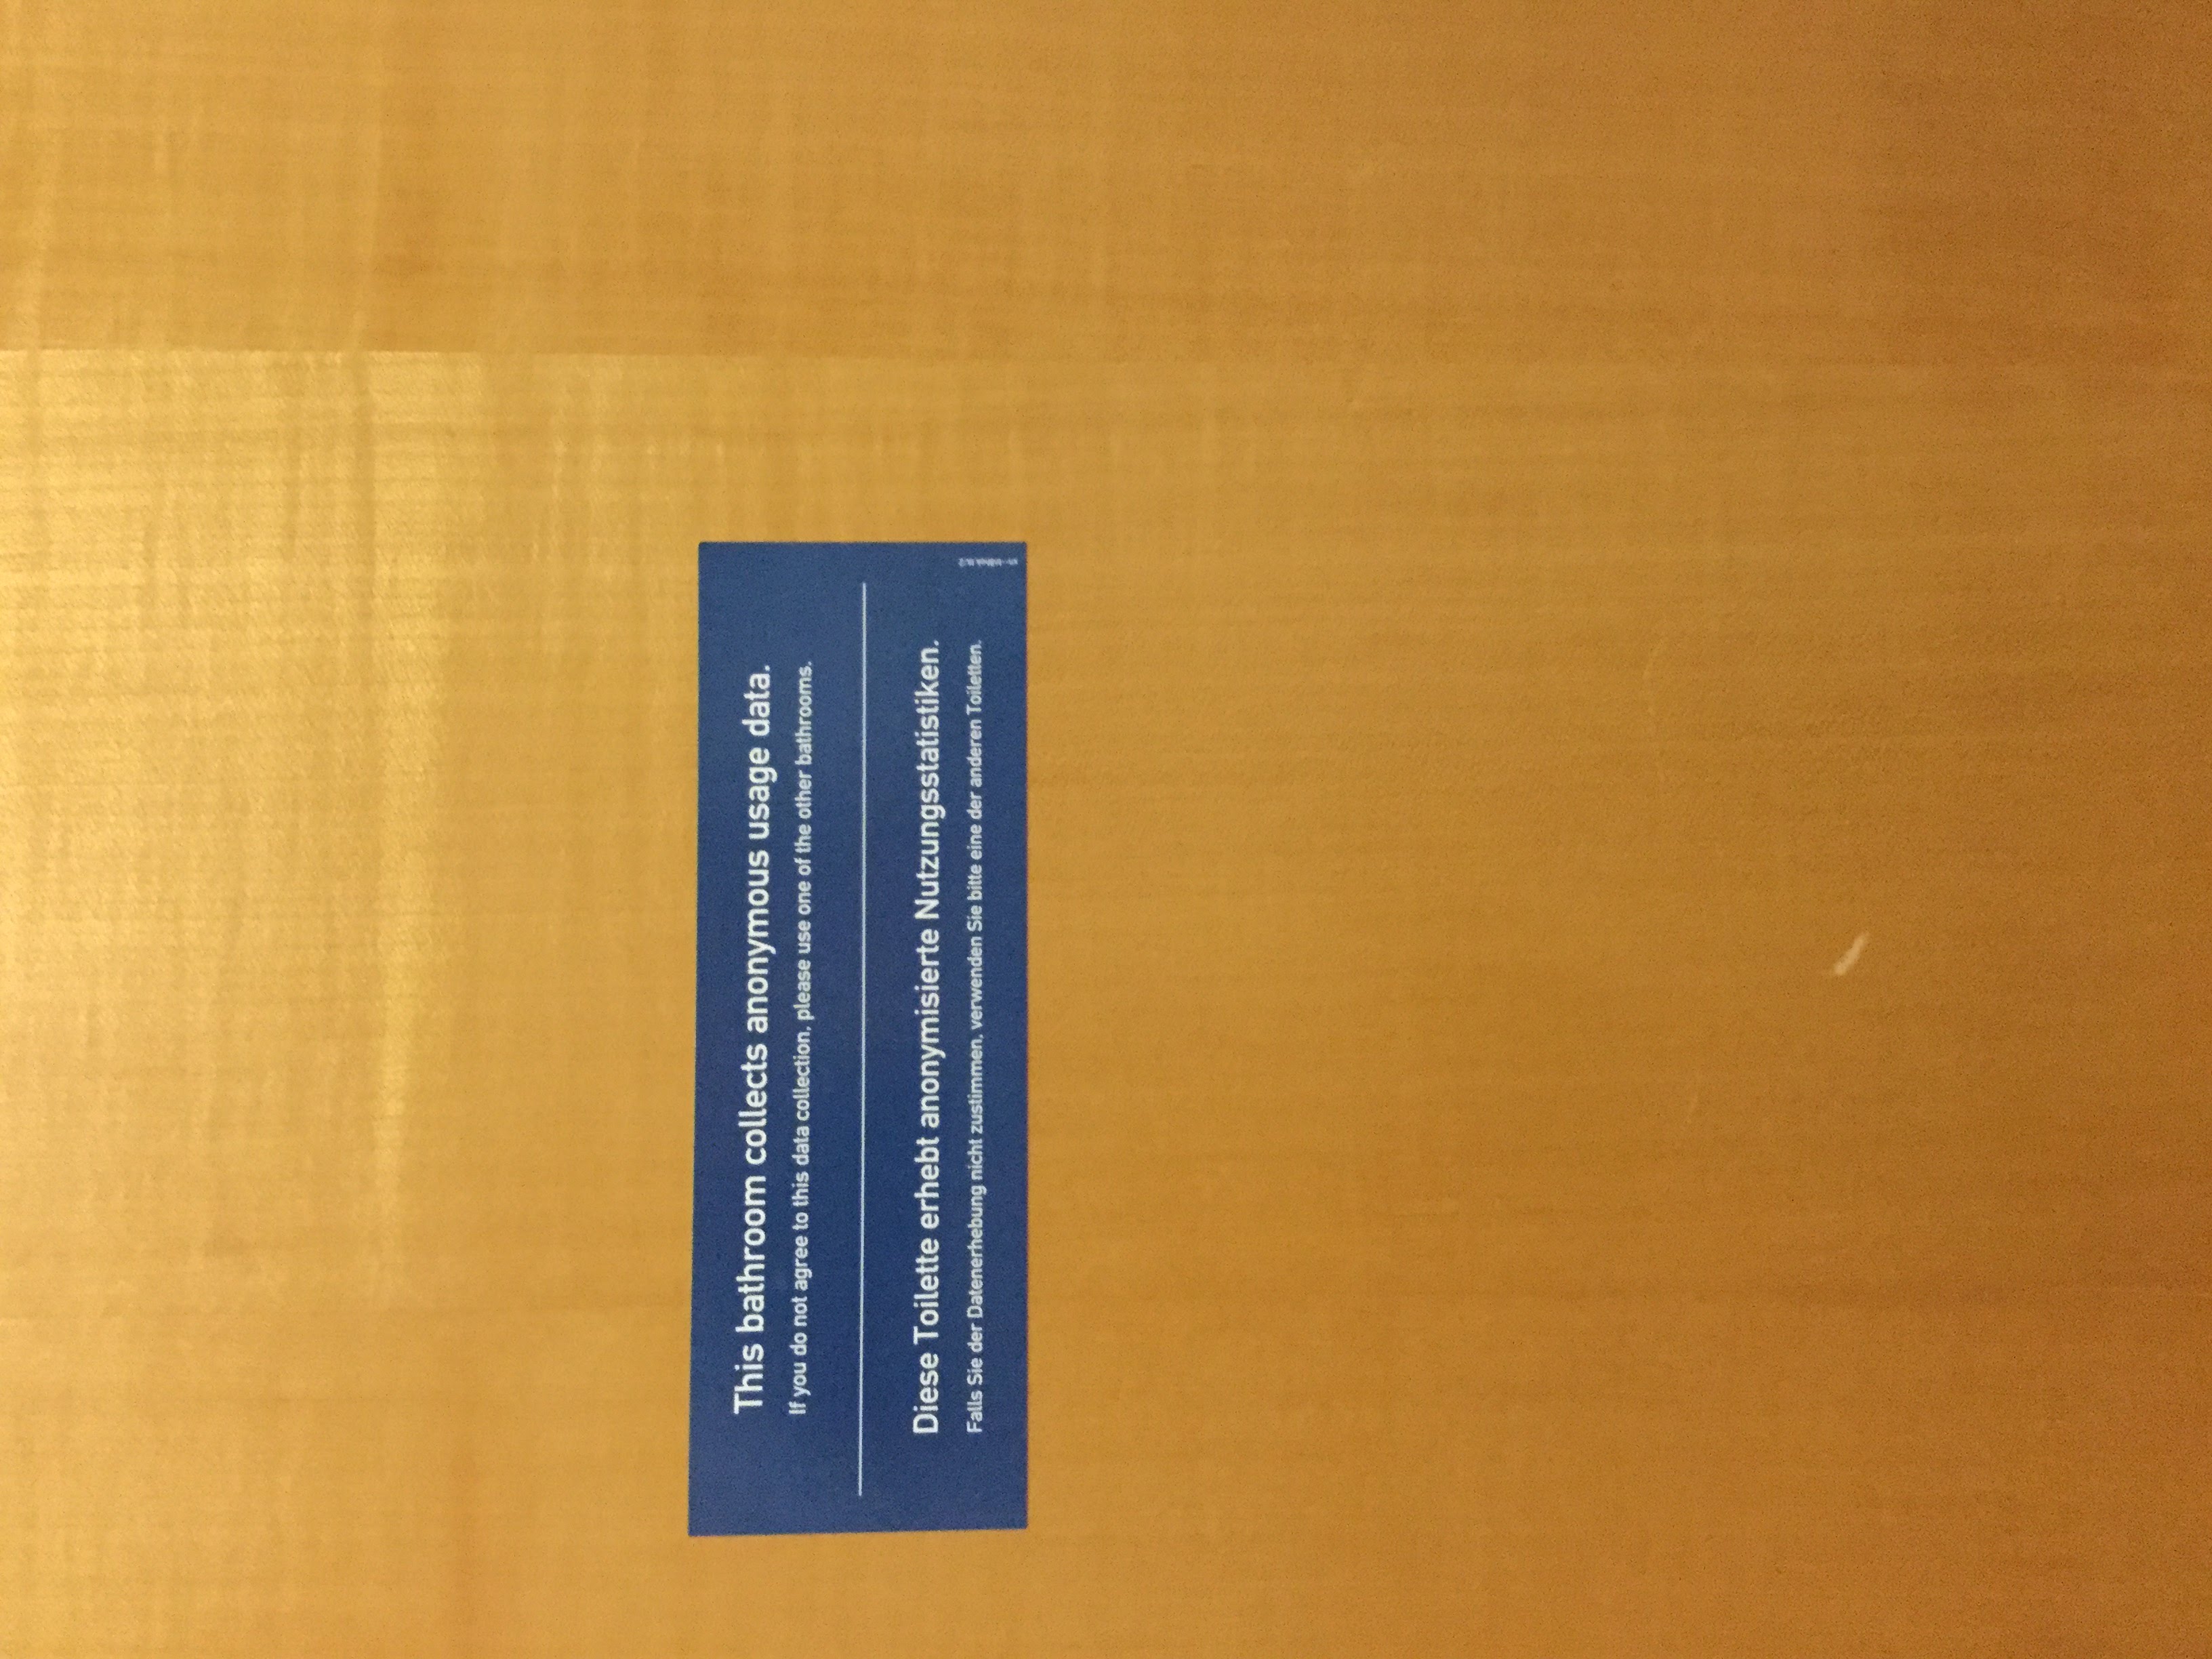 This bathroom collects anonymous usage data.
If you do not agree to this data collection, please use one of the other bathrooms.
Diese Toilette erhebt anonymisierte Nutzungsstatistiken.
Falls Sie der Datenerhebung nicht zustimmen, verwenden Sie bitte eine der anderen Toiletten.